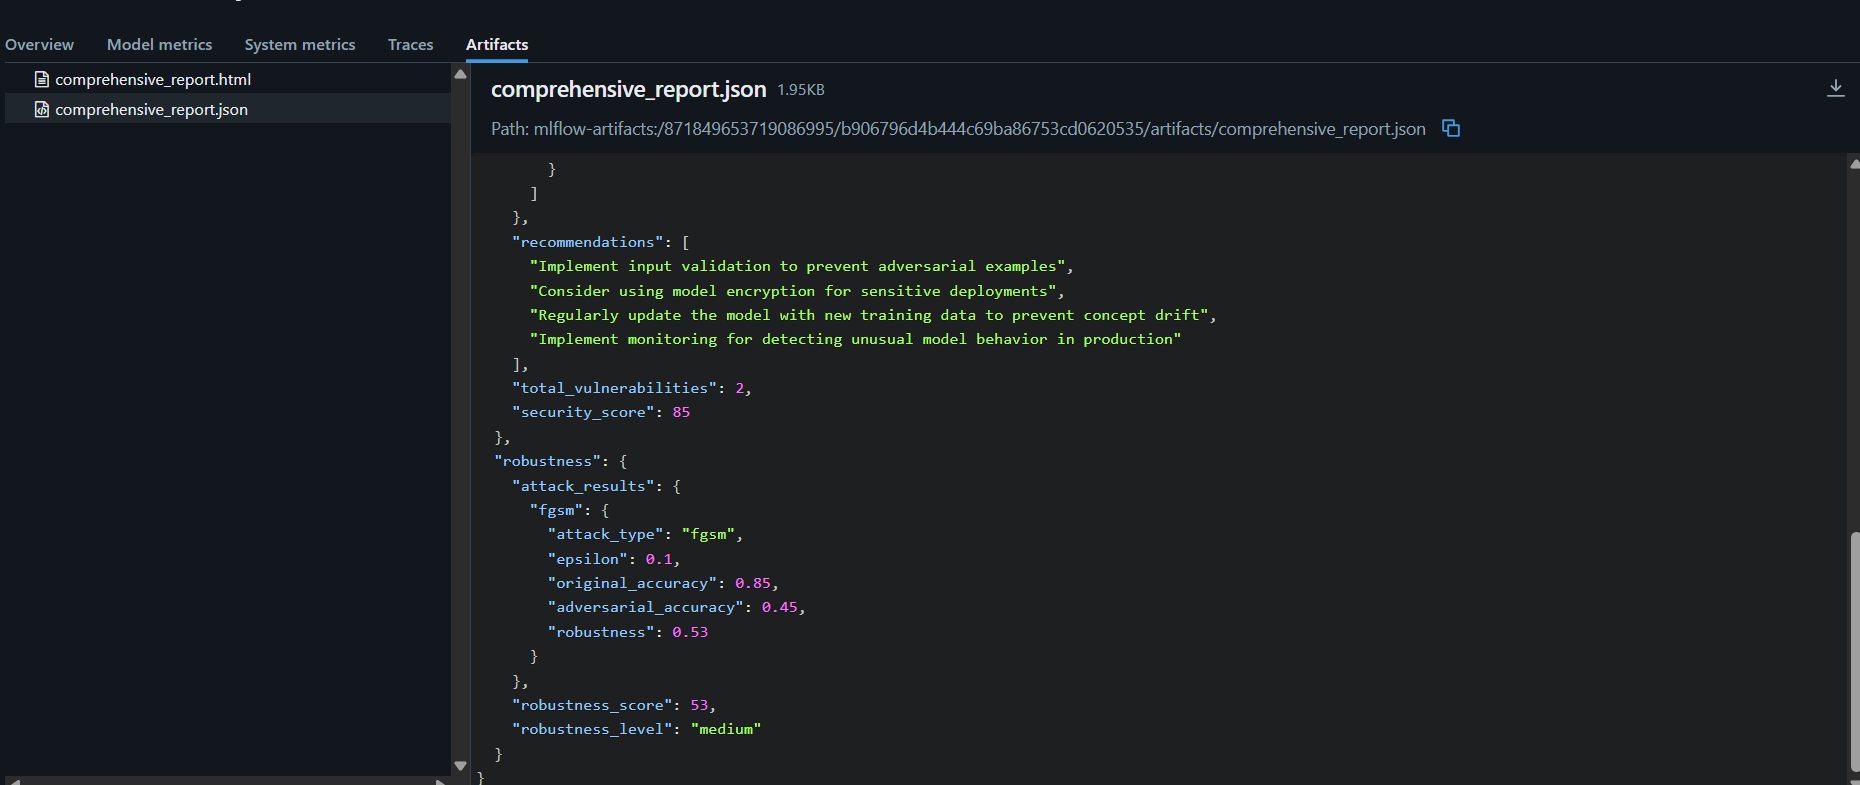 Overview Model metrics System metrics Traces Artifacts
comprehensive_report.html
comprehensive_report.json
comprehensive_report.json 1.95KB
Path: mlflow-artifacts:/871849653719086995/b906796d4b444c69ba86753cd0620535/artifacts/comprehensive_report.json
}
]
},
"recommendations": [
"Implement input validation to prevent adversarial examples",
"Consider using model encryption for sensitive deployments",
"Regularly update the model with new training data to prevent concept drift",
"Implement monitoring for detecting unusual model behavior in production"
],
"total_vulnerabilities": 2,
"security_score": 85
},
"robustness": {
"attack_results": {
"fgsm": {
"attack_type": "fgsm",
"epsilon": 0.1,
"original_accuracy": 0.85,
"adversarial_accuracy": 0.45,
"robustness": 0.53
}
},
"robustness_score": 53,
"robustness_level": "medium"
}
}